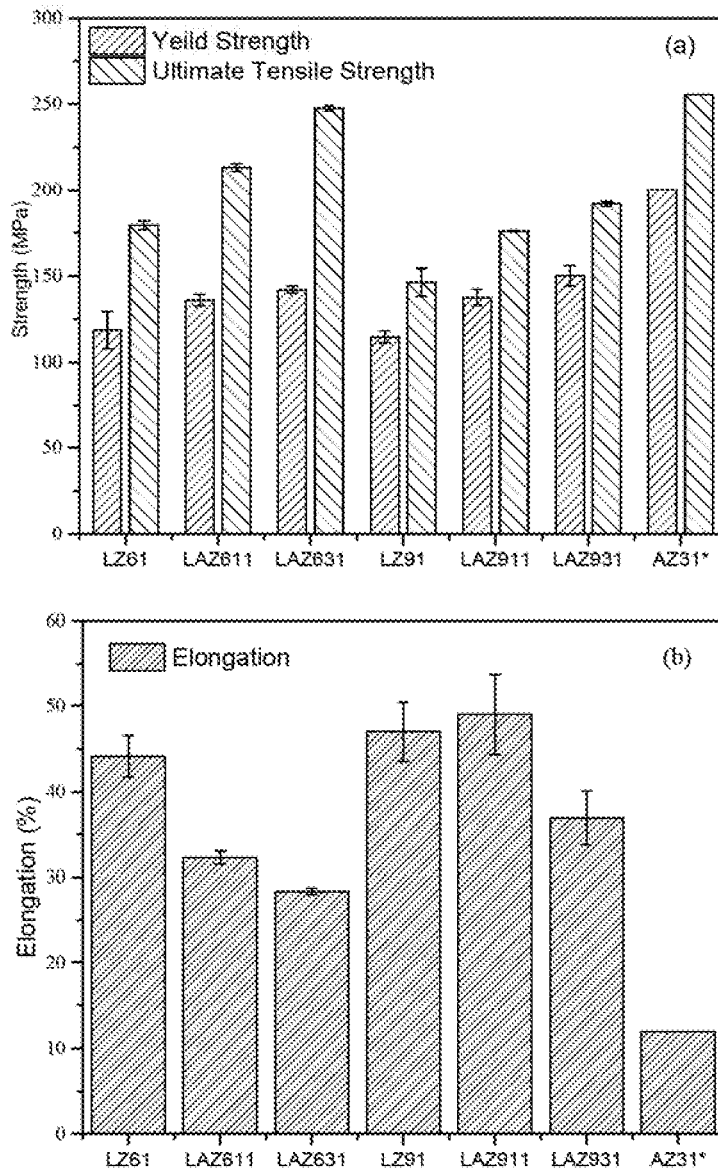 300
Yeild Strength
(a)
Ultimate Tensile Strength
250
200
150
100
50
0
Strength (MPa)
LZ61 LAZ611 LAZ631 LZ91 LAZ911 LAZ931 AZ31*
60
Elongation
(b)
50
40
30
20
10
0
Elongation (%)
LZ61 LAZ611 LAZ631 LZ91 LAZ911 LAZ931 AZ31*